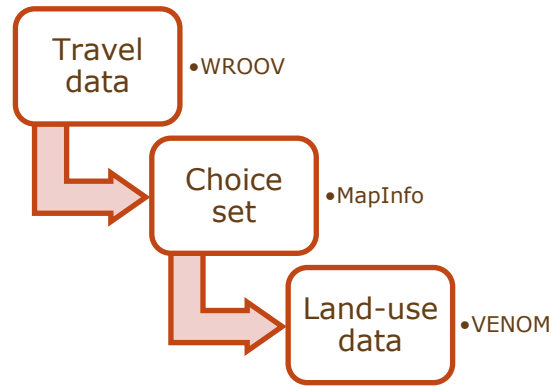 Travel
data
•WROOV
Choice
set
•MapInfo
Land-use
data
•VENOM